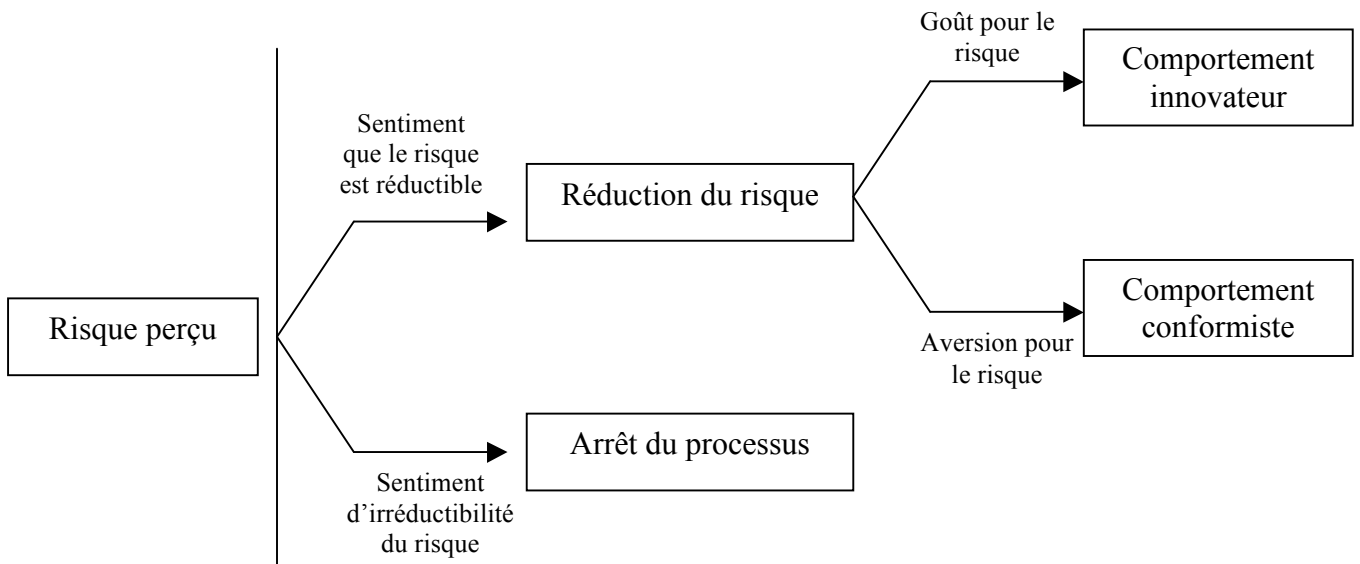 Goût pour le
risque
Comportement
innovateur
Sentiment
que le risque
est réductible
Réduction du risque
Risque perçu
Comportement
conformiste
Aversion pour
le risque
Arrêt du processus
Sentiment
d’irréductibilité
du risque